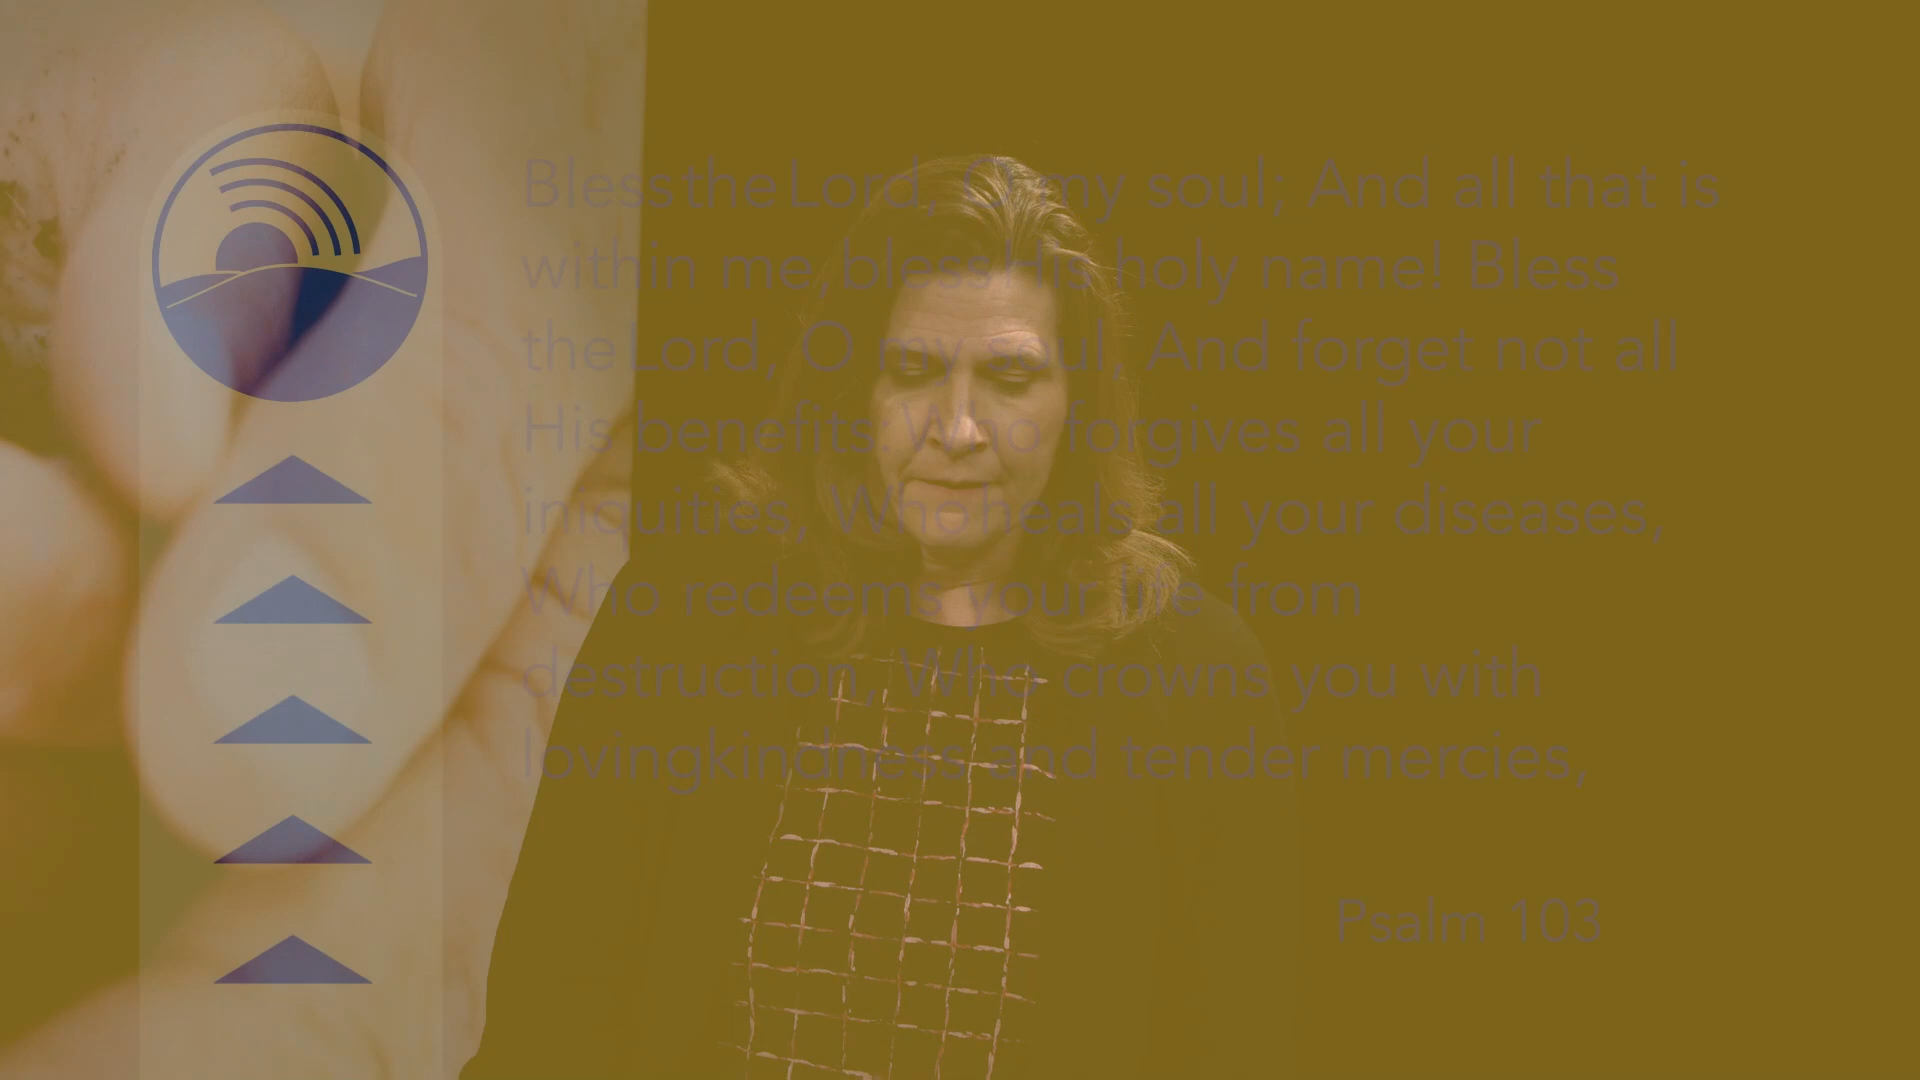 Bless the Lord, O my soul; And all that is
within me, bless His holy name! Bless
the Lord, O my soul, And forget not all
His benefits: Who forgives all your
iniquities, Who heals all your diseases,
Who redeems your life from
destruction, Who crowns you with
lovingkindness and tender mercies,
Psalm 103